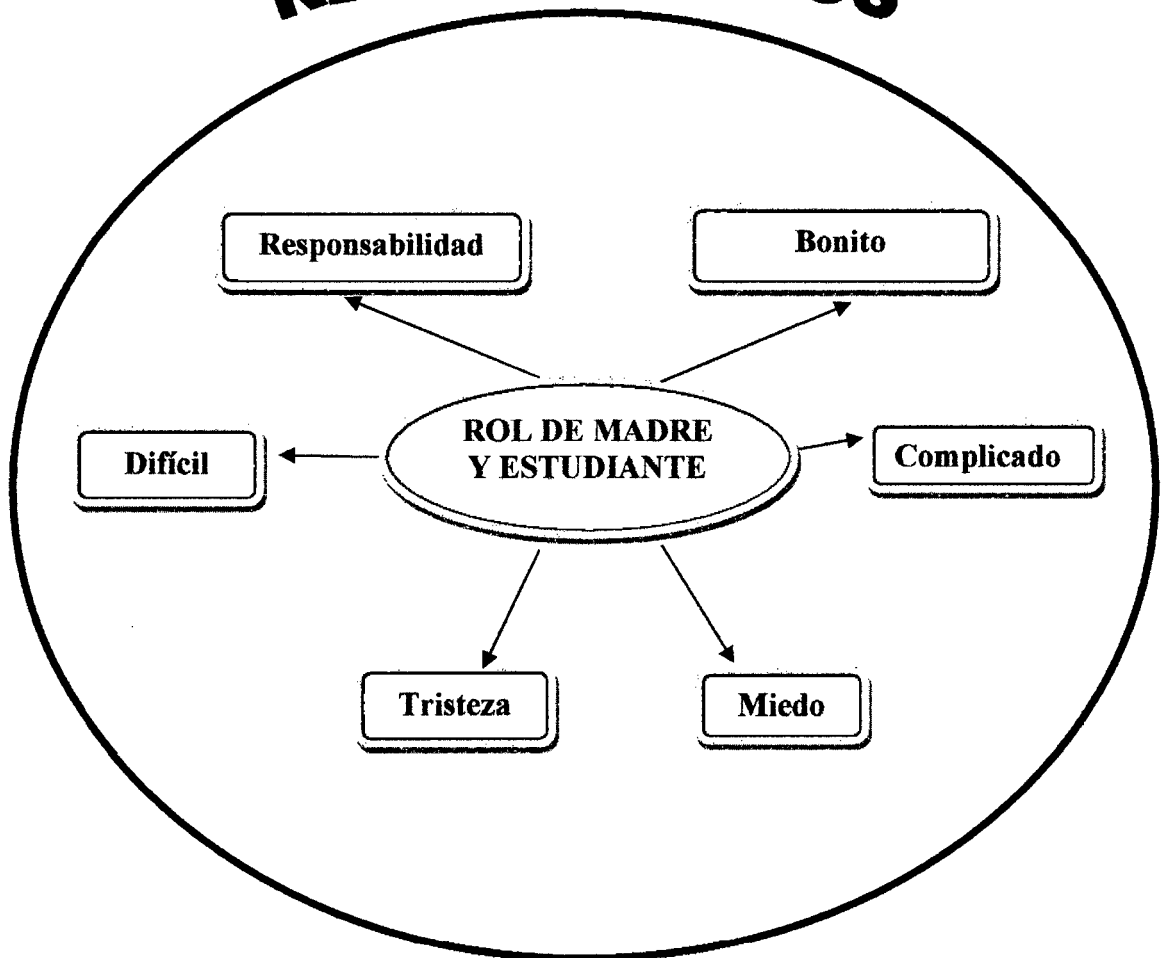 Responsabilidad
Bonito
ROL DE MADRE
Y ESTUDIANTE
Difícil
Complicado
Tristeza
Miedo